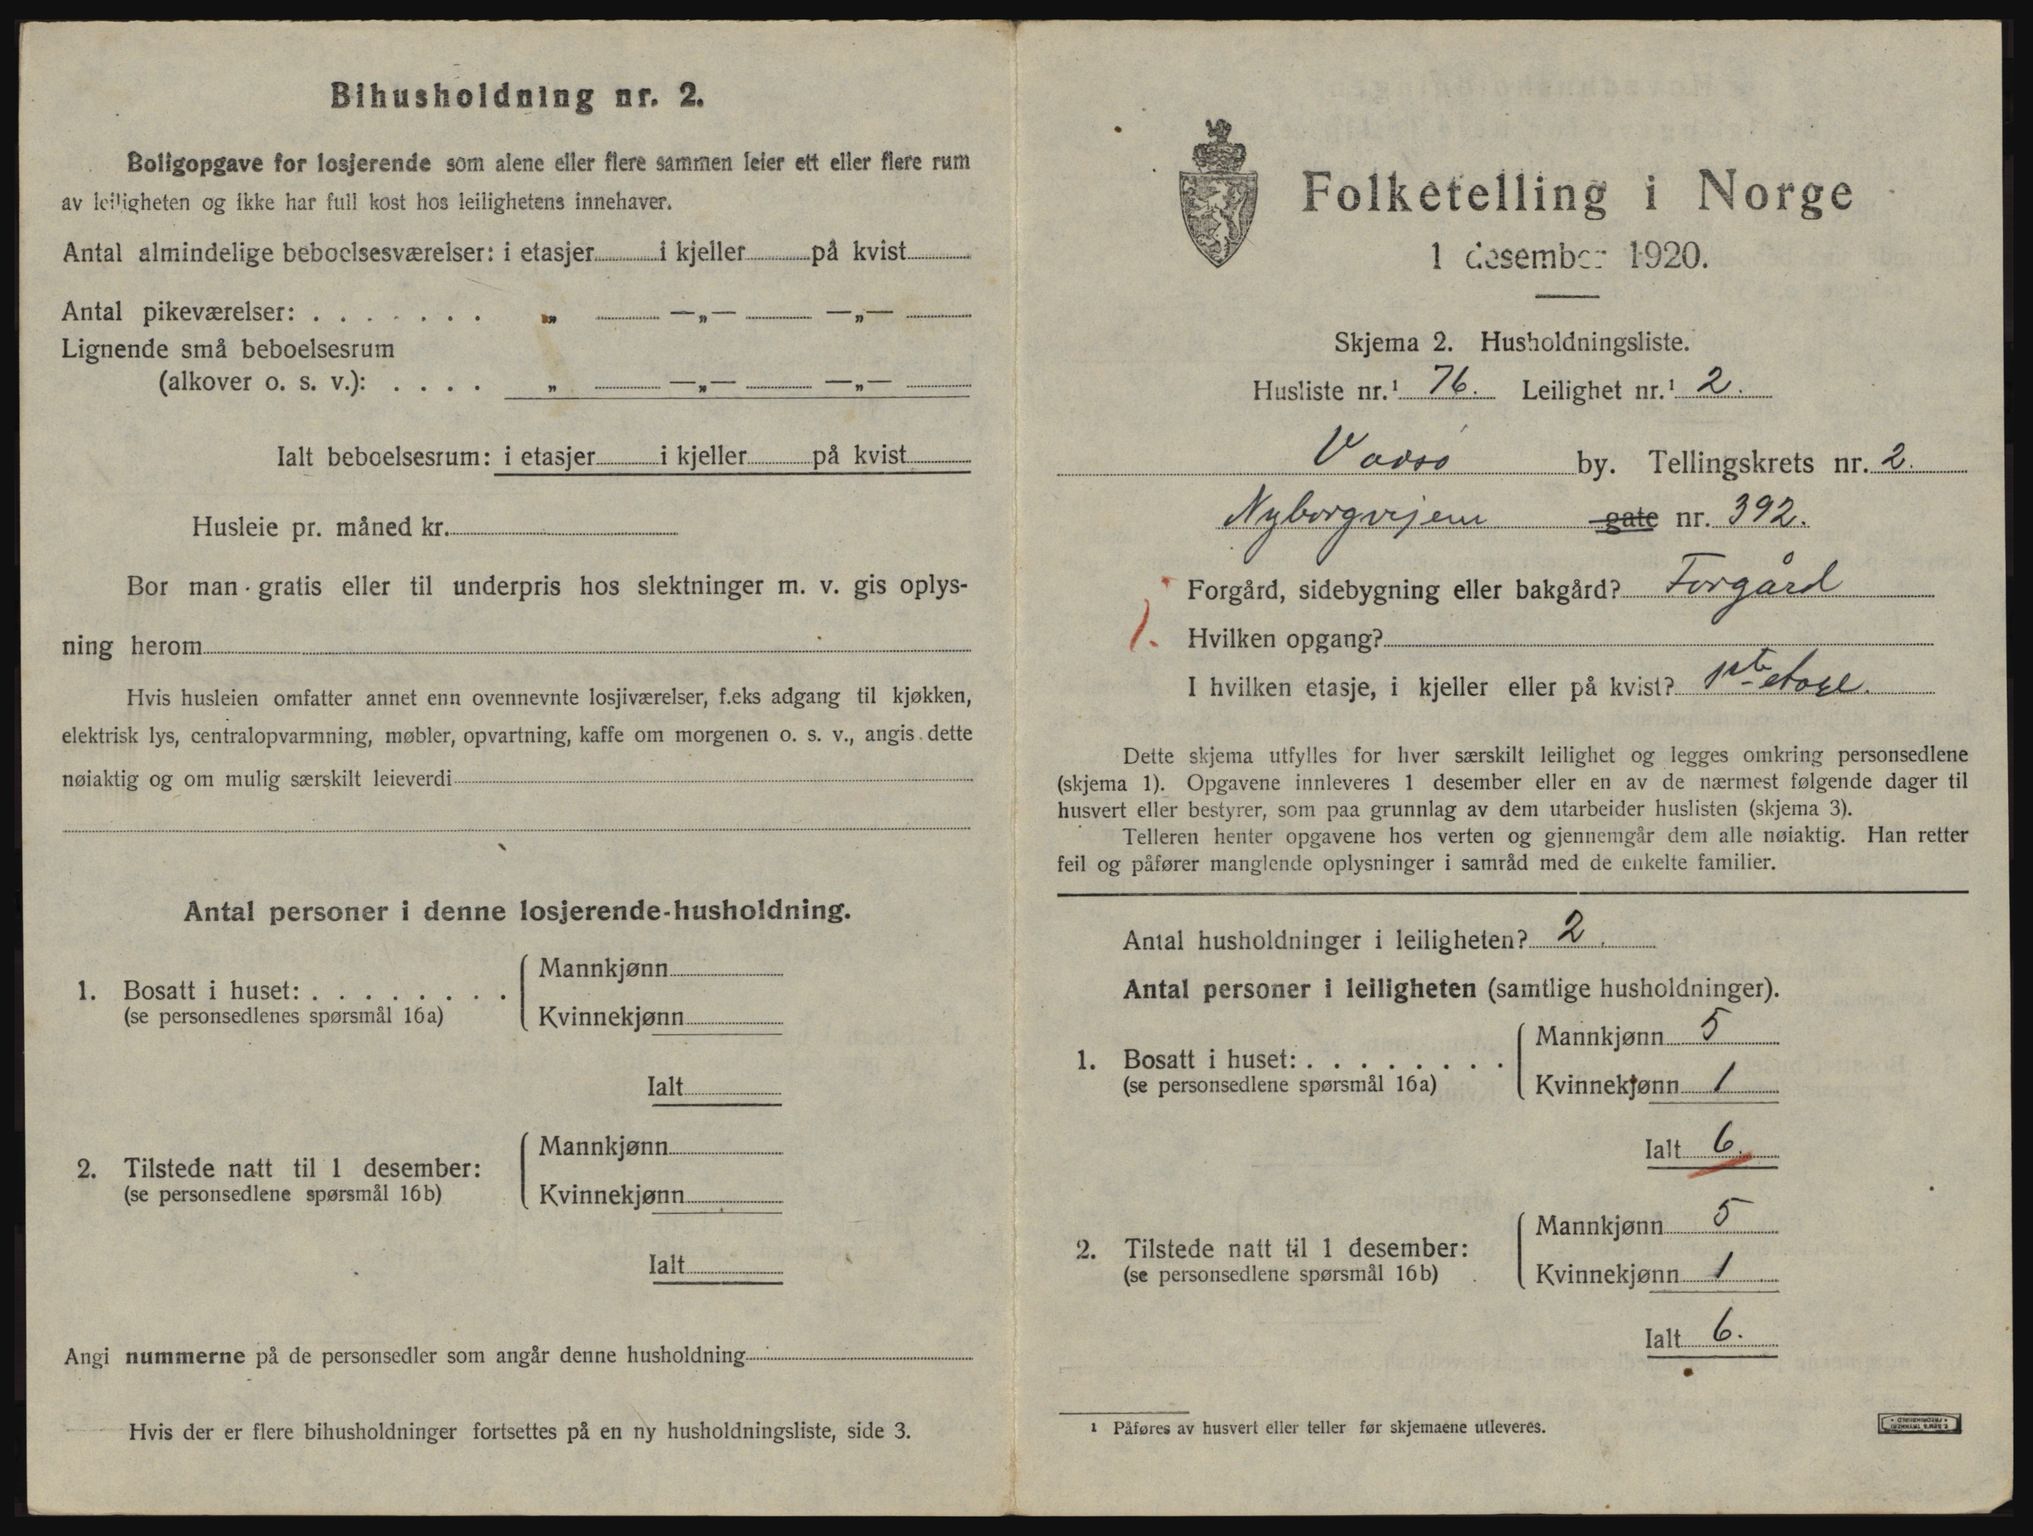 Bihusholdning nr. 2.
Boligopgave for losjerende som alene eller flere sammen leier ett eller flere rum
av leiligheten og ikke har full kost hos leilighetens innehaver.
Antal almindelige beboelsesværelser: i etasjer i kjeller på kvist
Antal pikeværelser: . . . . . . . „ —„— —„—
Lignende små beboelsesrum
(alkover o. s. v.): . . . . „ —„— —„—
Ialt beboelsesrum: i etasjer i kjeller på kvist
Husleie pr. måned kr.
Bor man gratis eller til underpris hos slektninger m. v. gis oplys-
ning herom
Hvis husleien omfatter annet enn ovennevnte losjiværelser, f.eks adgang til kjøkken,
elektrisk lys, centralopvarmning, møbler, opvartning, kaffe om morgenen o. s. v., angis dette
nøiaktig og om mulig særskilt leieverdi
Antal personer i denne losjerende-husholdning.
Mannkjønn
1. Bosatt i huset: . . . . . . . .
(se personsedlenes spørsmål 16a)
Kvinnekjønn
Ialt
Mannkjønn
2. Tilstede natt til 1 desember:
(se personsedlene spørsmål 16b)
Kvinnekjønn
Ialt
Angi nummerne på de personsedler som angår denne husholdning
Hvis der er flere bihusholdninger fortsettes på en ny husholdningsliste, side 3.
Folketelling i Norge
1 desember 1920.
Skjema 2. Husholdningsliste.
Husliste nr.¹ 76. Leilighet nr.¹ 2.
Vadsø by. Tellingskrets nr. 2.
Nyborgvejen gate nr. 392.
Forgård, sidebygning eller bakgård? Forgård
1.
Hvilken opgang?
I hvilken etasje, i kjeller eller på kvist? 1ste etage.
Dette skjema utfylles for hver særskilt leilighet og legges omkring personsedlene
(skjema 1). Opgavene innleveres 1 desember eller en av de nærmest følgende dager til
husvert eller bestyrer, som paa grunnlag av dem utarbeider huslisten (skjema 3).
Telleren henter opgavene hos verten og gjennemgår dem alle nøiaktig. Han retter
feil og påfører manglende oplysninger i samråd med de enkelte familier.
Antal husholdninger i leiligheten? 2.
Antal personer i leiligheten (samtlige husholdninger).
Mannkjønn 5
1. Bosatt i huset: . . . . . . . .
(se personsedlene spørsmål 16a)
Kvinnekjønn 1
Ialt 6.
Mannkjønn 5
2. Tilstede natt til 1 desember:
(se personsedlene spørsmål 16b)
Kvinnekjønn 1
Ialt 6.
¹ Påføres av husvert eller teller før skjemaene utleveres.